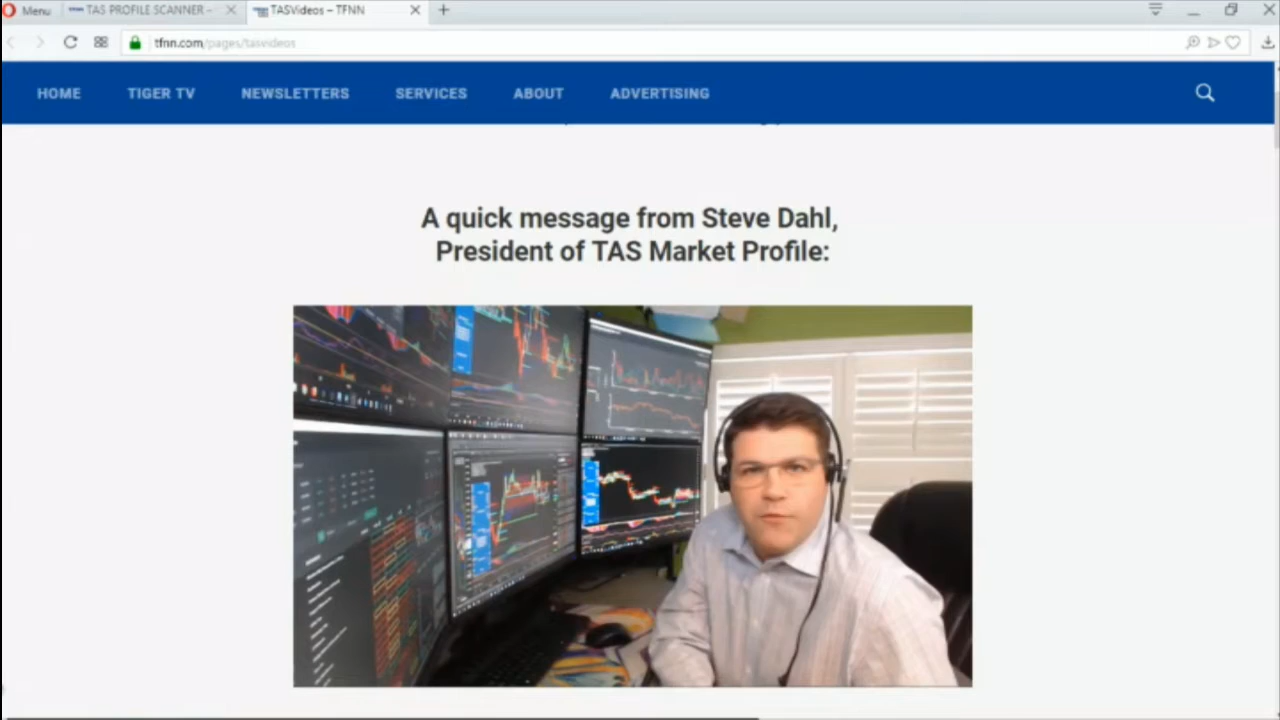 Menu
TAS PROFILE SCANNER -
TASVideos – TFNN
tfnn.com/pages/tasvideos
HOME
TIGER TV
NEWSLETTERS
SERVICES
ABOUT
ADVERTISING
A quick message from Steve Dahl,
President of TAS Market Profile: